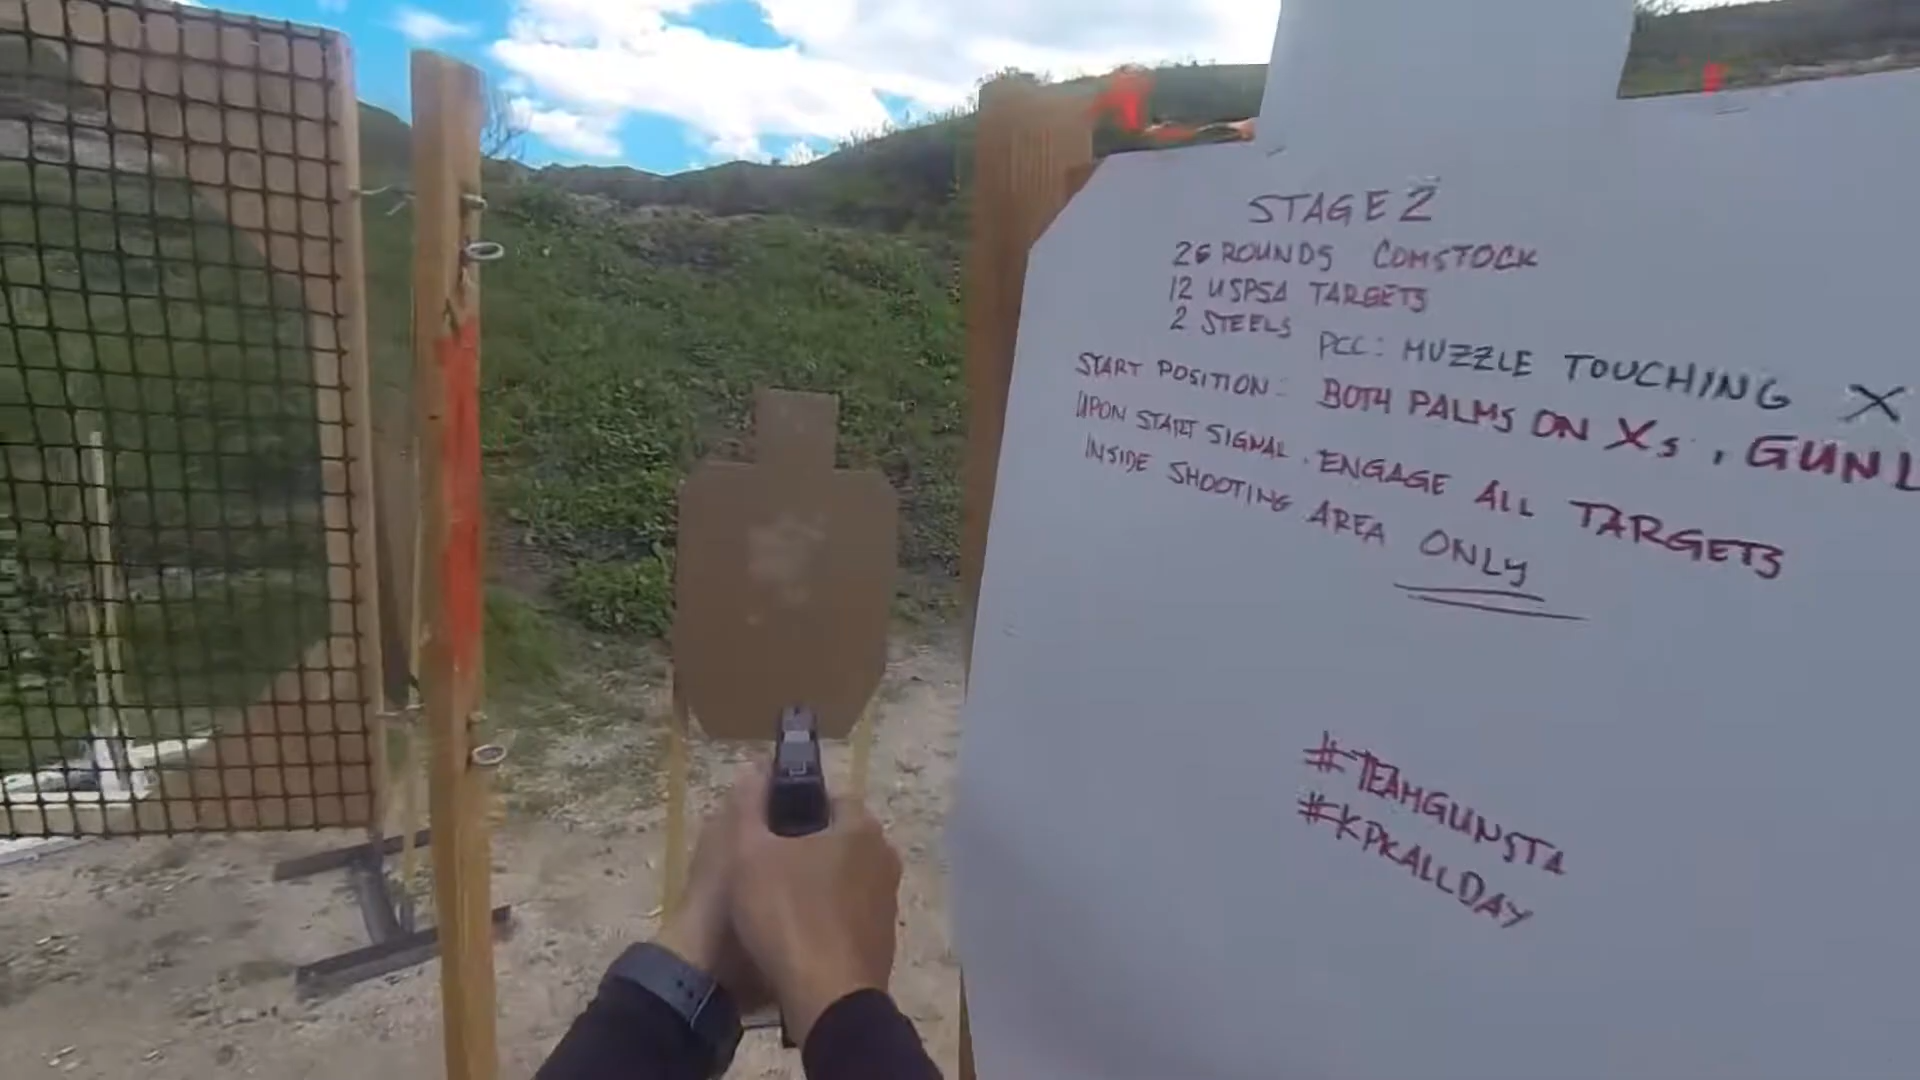 STAGE 2
26 ROUNDS COMSTOCK
12 USPSA TARGETS
2 STEELS PCC: MUZZLE TOUCHING X
START POSITION: BOTH PALMS ON Xs, GUN L
UPON START SIGNAL, ENGAGE ALL TARGETS
INSIDE SHOOTING AREA ONLY
#TEAMGUNSTA
#KPKALLDAY